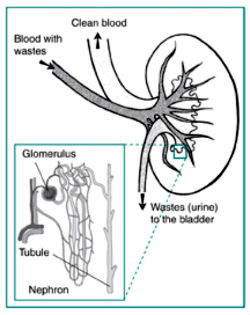 Clean blood
Blood with
wastes
Glomerulus
Wastes (urine)
to the bladder
Tubule
Nephron